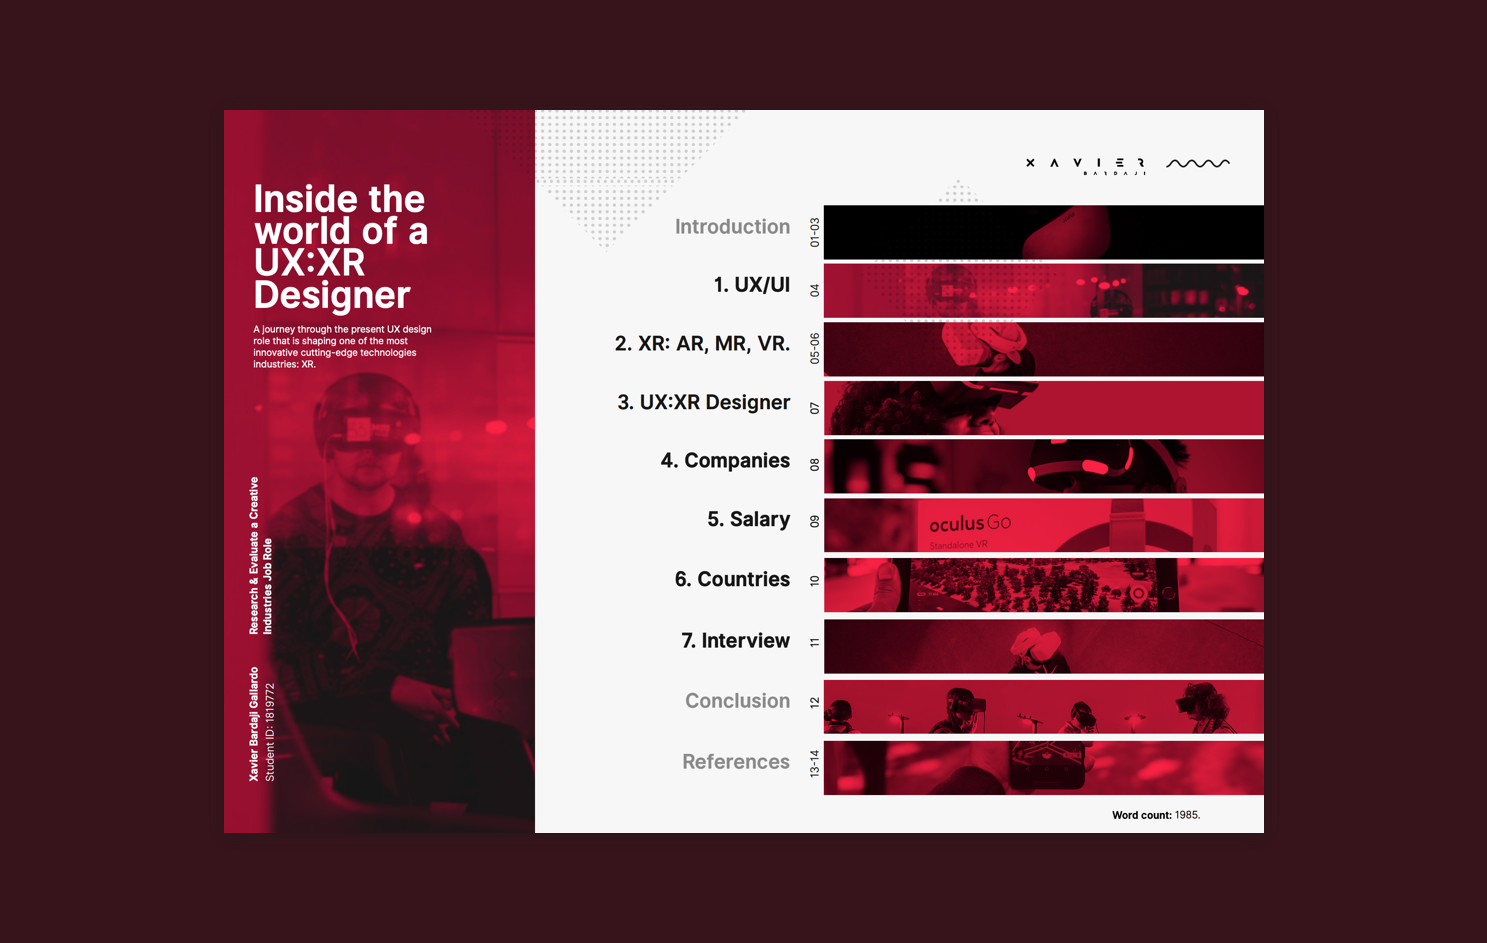 Inside the
world of a
UX:XR
Designer
A journey through the present UX design
role that is shaping one of the most
innovative cutting-edge technologies
industries: XR.
Research & Evaluate a Creative
Industries Job Role
Xavier Bardají Gallardo
Student ID: 1819772
XAVIER
BARDAJI
Introduction 01-03
1. UX/UI 04
2. XR: AR, MR, VR. 05-06
3. UX:XR Designer 07
4. Companies 08
5. Salary 09
oculus Go
Standalone VR
6. Countries 10
7. Interview 11
Conclusion 12
References 13-14
Word count: 1985.